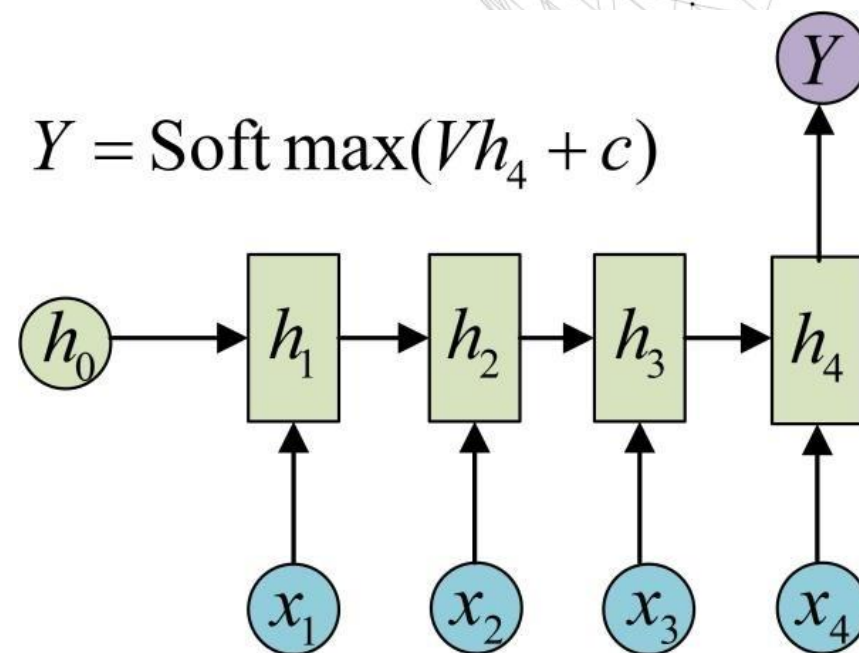 Y
Y = Soft max(Vh₄ + c)
h₀ h₁ h₂ h₃ h₄
x₁ x₂ x₃ x₄